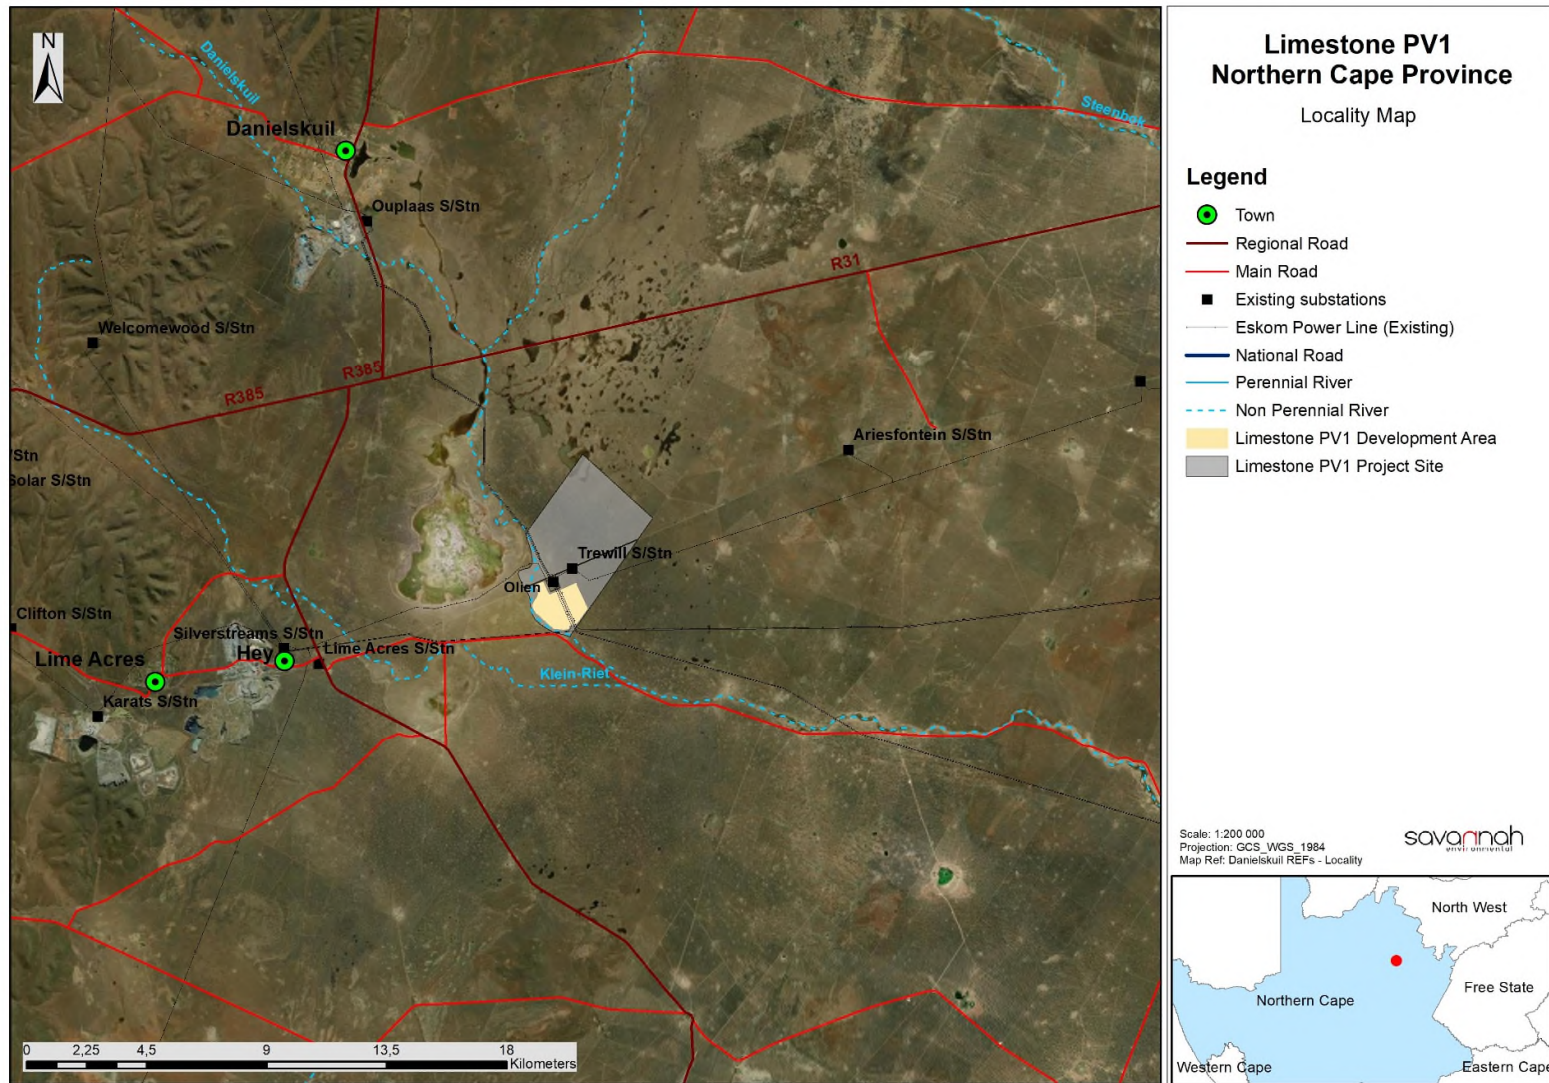 N
Danielskuil
Danielskuil
Steenbok
Ouplaas S/Stn
R31
Welcomewood S/Stn
R385
R385
Ariesfontein S/Stn
/Stn
Solar S/Stn
Trewill S/Stn
Olien
Clifton S/Stn
Silverstreams S/Stn
Hey
Lime Acres S/Stn
Lime Acres
Klein-Riet
Karats S/Stn
0 2,25 4,5 9 13,5 18
Kilometers
Limestone PV1
Northern Cape Province
Locality Map
Legend
Town
Regional Road
Main Road
Existing substations
Eskom Power Line (Existing)
National Road
Perennial River
Non Perennial River
Limestone PV1 Development Area
Limestone PV1 Project Site
Scale: 1:200 000
Projection: GCS_WGS_1984
Map Ref: Danielskuil REFs - Locality
savannah
environmental
North West
Northern Cape
Free State
Western Cape
Eastern Cape